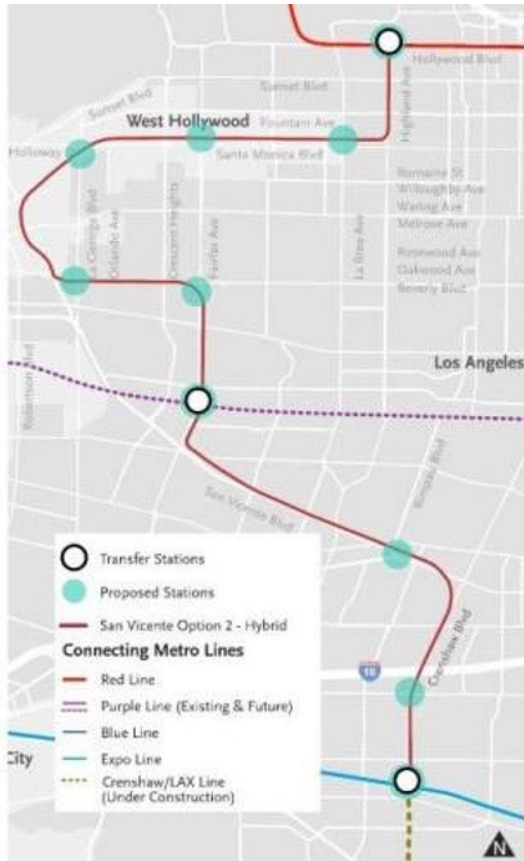 Hollywood Blvd
Sunset Blvd
Sunset Blvd
Highland Ave
West Hollywood
Fountain Ave
Holloway
Santa Monica Blvd
Romaine St
Willoughby Ave
Waring Ave
Melrose Ave
La Cienega Blvd
Orlando Ave
Crescent Heights
Fairfax Ave
La Brea Ave
Rosewood Ave
Oakwood Ave
Beverly Blvd
Robertson Blvd
Los Angeles
San Vicente Blvd
Rimpau Blvd
Crenshaw Blvd
10
Transfer Stations
Proposed Stations
San Vicente Option 2 - Hybrid
Connecting Metro Lines
Red Line
Purple Line (Existing & Future)
Blue Line
Expo Line
Crenshaw/LAX Line
(Under Construction)
City
N